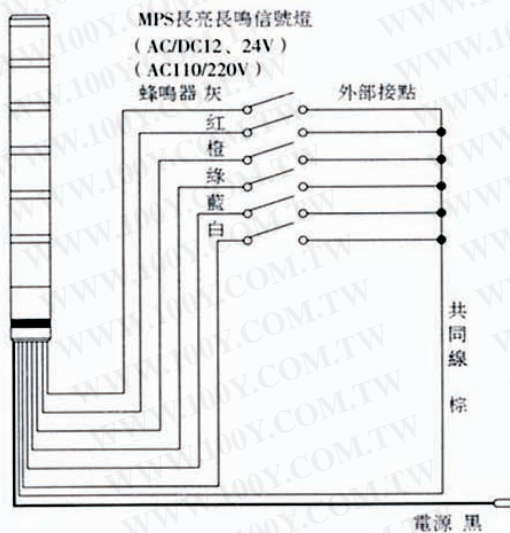 MPS長亮長鳴信號燈
(AC/DC12、24V)
(AC110/220V)
蜂鳴器 灰
外部接點
红
橙
綠
藍
白
共同線 棕
電源 黑
WWW.100Y.COM.TW